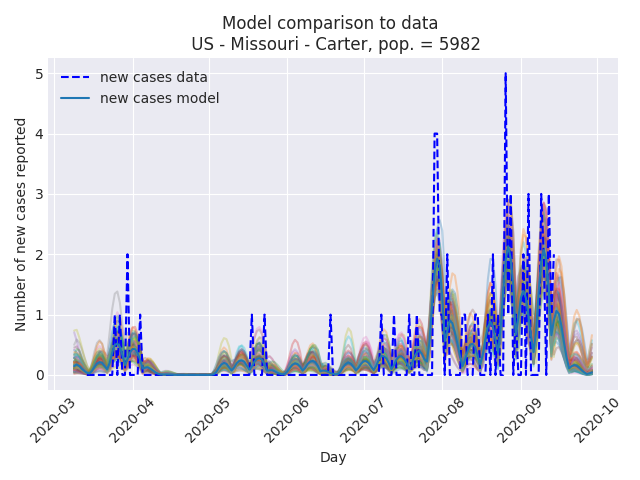 Model comparison to data
US - Missouri - Carter, pop. = 5982
new cases data
new cases model
Number of new cases reported
5
4
3
2
1
0
2020-03
2020-04
2020-05
2020-06
2020-07
2020-08
2020-09
2020-10
Day